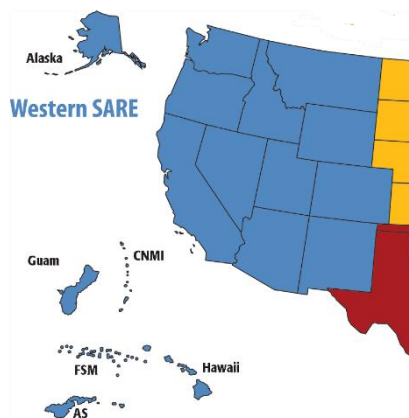 Alaska
Western SARE
CNMI
Guam
FSM
Hawaii
AS